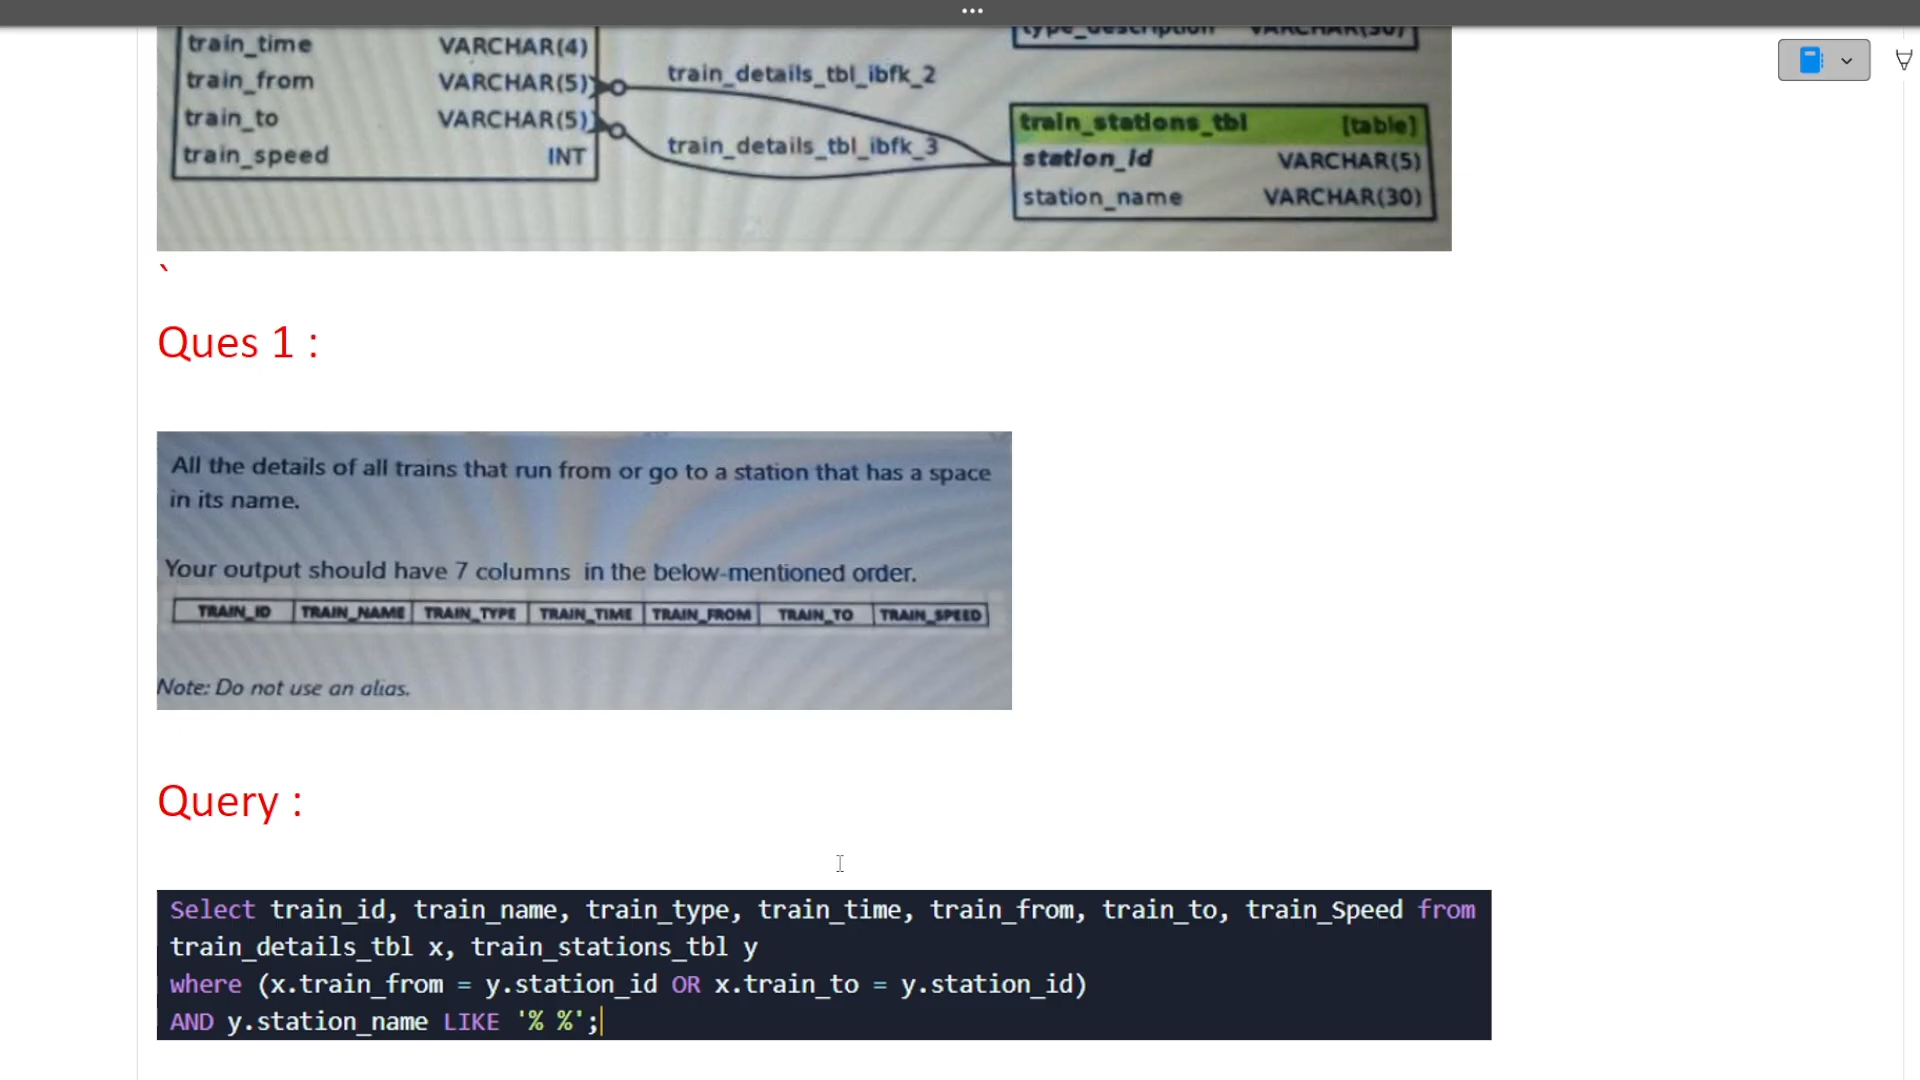 ...
train_time VARCHAR(4)
type_description VARCHAR(30)
train_from VARCHAR(5)
train_details_tbl_ibfk_2
train_to VARCHAR(5)
train_details_tbl_ibfk_3
train_speed INT
train_stations_tbl [table]
station_id VARCHAR(5)
station_name VARCHAR(30)
`
Ques 1 :
All the details of all trains that run from or go to a station that has a space
in its name.
Your output should have 7 columns in the below-mentioned order.
TRAIN_ID TRAIN_NAME TRAIN_TYPE TRAIN_TIME TRAIN_FROM TRAIN_TO TRAIN_SPEED
Note: Do not use an alias.
Query :
Select train_id, train_name, train_type, train_time, train_from, train_to, train_Speed from
train_details_tbl x, train_stations_tbl y
where (x.train_from = y.station_id OR x.train_to = y.station_id)
AND y.station_name LIKE '% %';